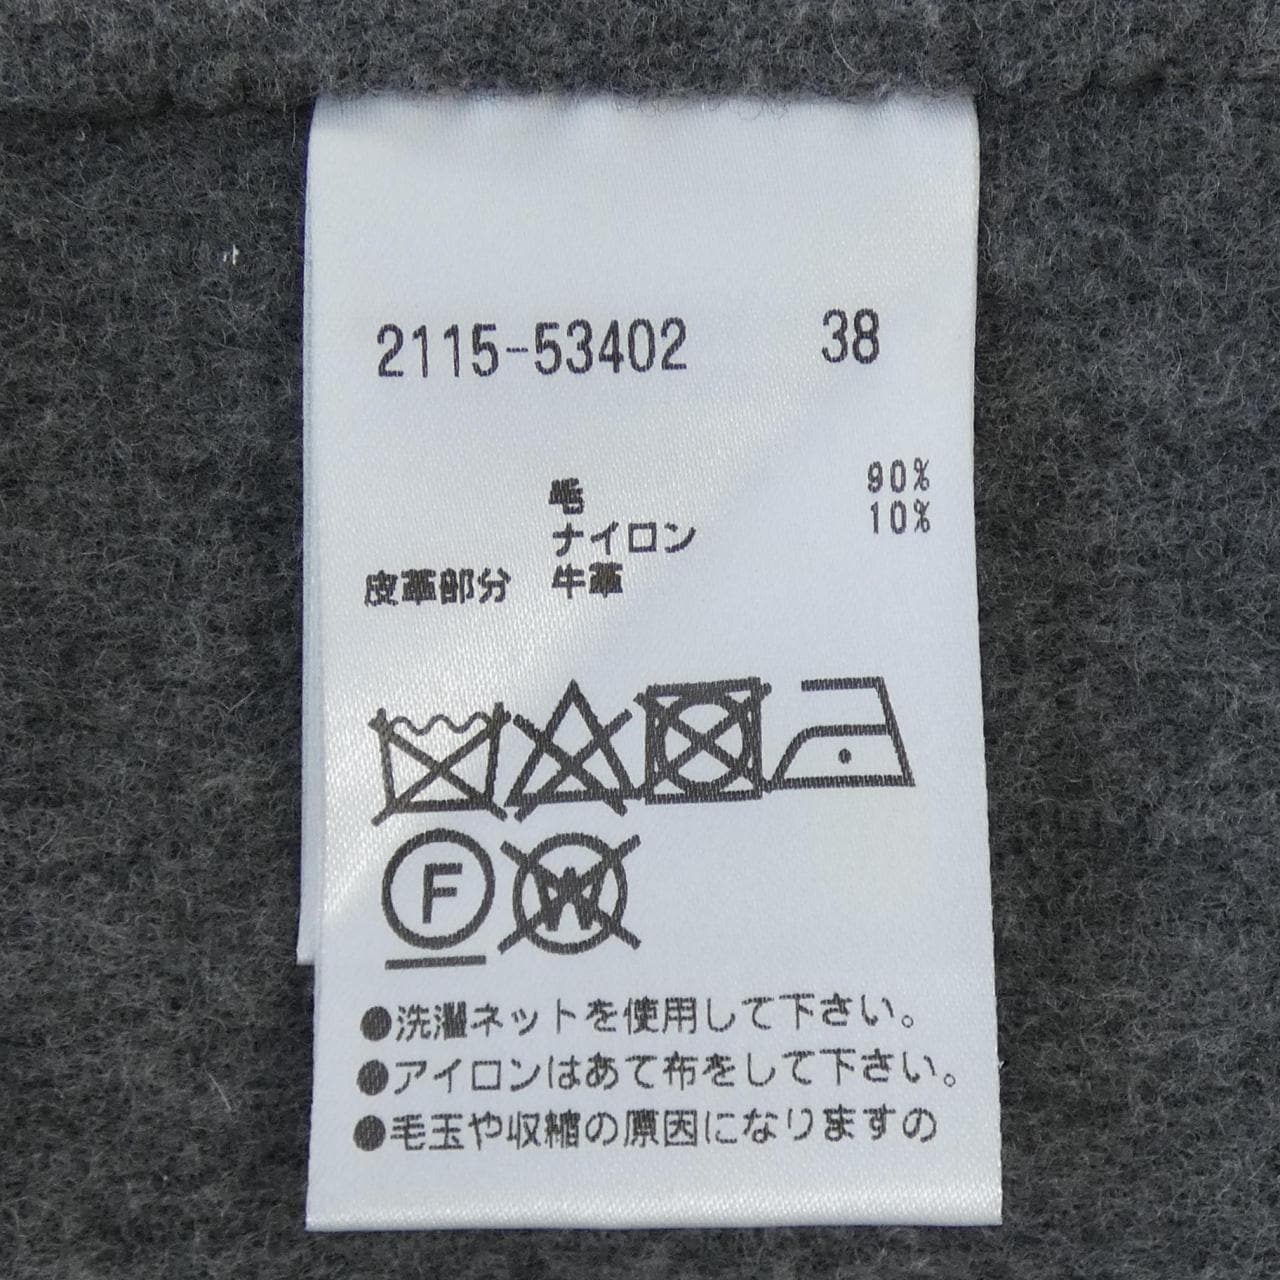 2115-53402 38
毛 90%
ナイロン 10%
皮革部分 牛革
F W
●洗濯ネットを使用して下さい。
●アイロンはあて布をして下さい。
●毛玉や収縮の原因になりますの